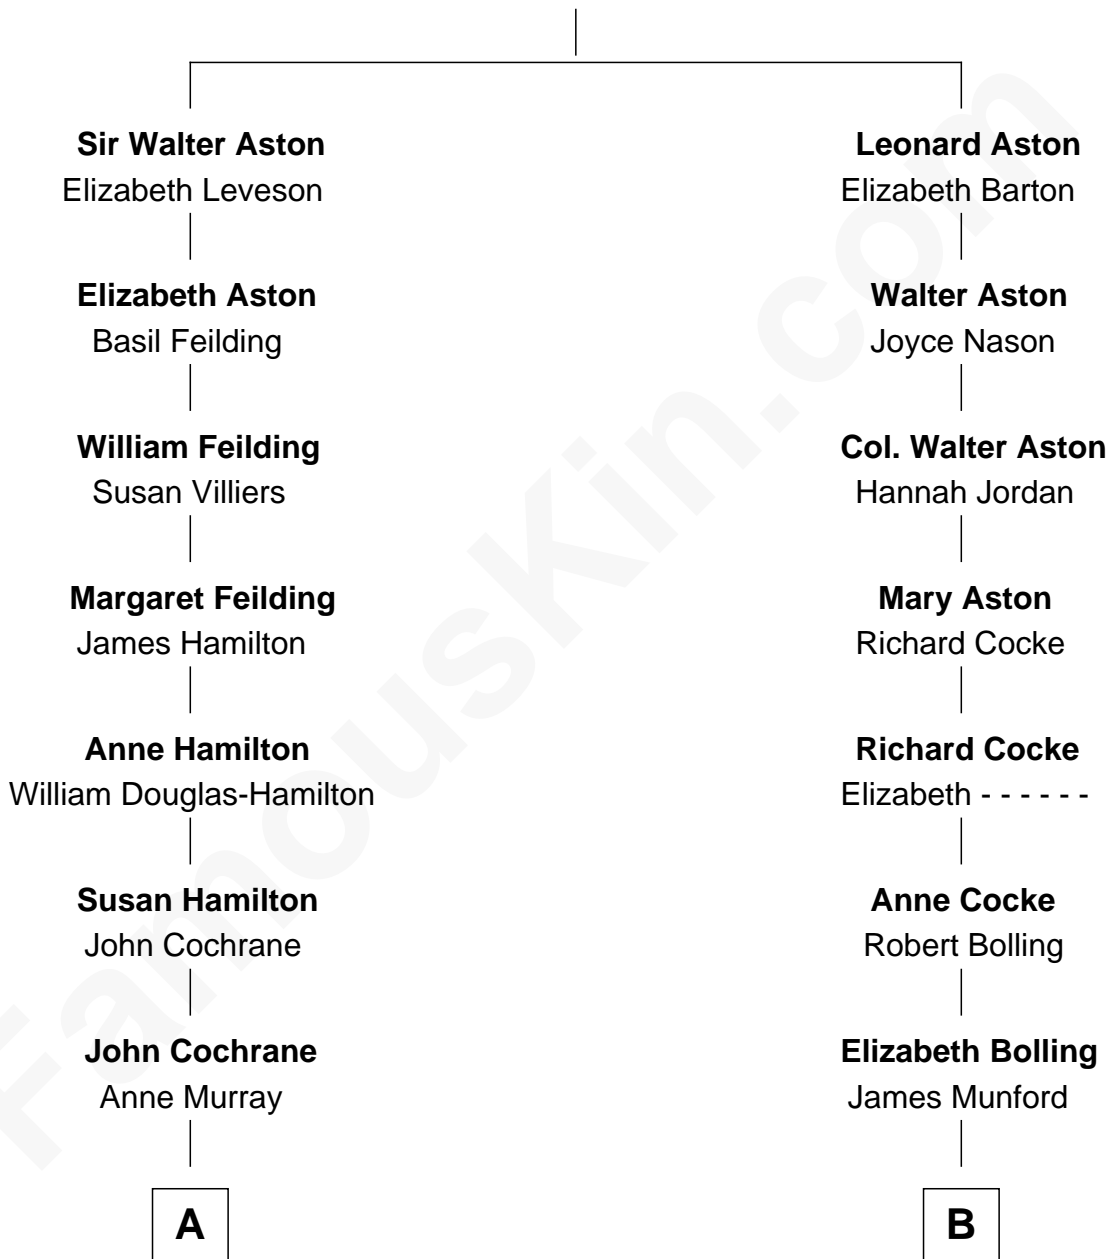 Sir Walter Aston
Elizabeth Leveson
Elizabeth Aston
Basil Feilding
William Feilding
Susan Villiers
Margaret Feilding
James Hamilton
Anne Hamilton
William Douglas-Hamilton
Susan Hamilton
John Cochrane
John Cochrane
Anne Murray
A
Leonard Aston
Elizabeth Barton
Walter Aston
Joyce Nason
Col. Walter Aston
Hannah Jordan
Mary Aston
Richard Cocke
Richard Cocke
Elizabeth - - - - - -
Anne Cocke
Robert Bolling
Elizabeth Bolling
James Munford
B
FamousKin.com